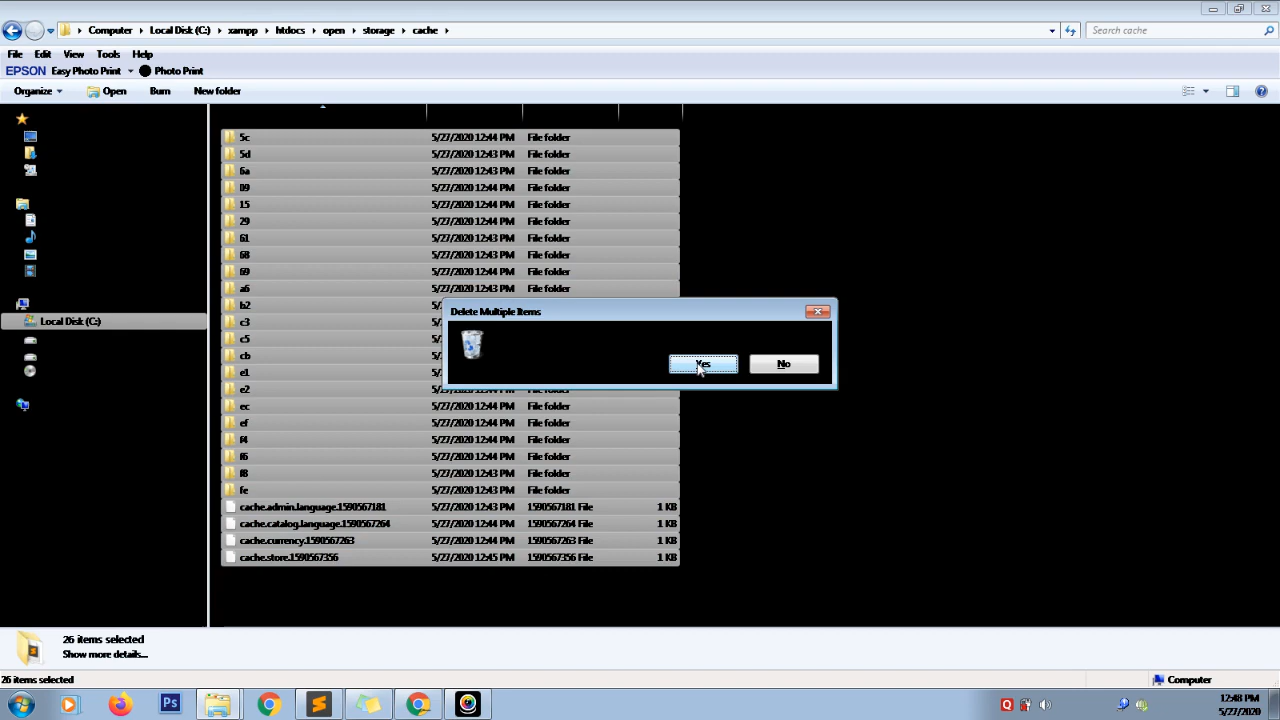 Computer Local Disk (C:) xampp htdocs open storage cache Search cache
File Edit View Tools Help
EPSON Easy Photo Print Photo Print
Organize Open Burn New folder
5c 5/27/2020 12:44 PM File folder
5d 5/27/2020 12:43 PM File folder
6a 5/27/2020 12:43 PM File folder
09 5/27/2020 12:44 PM File folder
15 5/27/2020 12:44 PM File folder
29 5/27/2020 12:44 PM File folder
61 5/27/2020 12:43 PM File folder
68 5/27/2020 12:44 PM File folder
69 5/27/2020 12:44 PM File folder
a6 5/27/2020 12:43 PM File folder
b2
Delete Multiple Items
c3
c5
cb
Yes No
e1
e2 5/27/2020 12:44 PM File folder
ec 5/27/2020 12:44 PM File folder
ef 5/27/2020 12:44 PM File folder
f4 5/27/2020 12:44 PM File folder
f6 5/27/2020 12:44 PM File folder
f8 5/27/2020 12:43 PM File folder
fe 5/27/2020 12:43 PM File folder
cache.admin.language.1590567181 5/27/2020 12:43 PM 1590567181 File 1 KB
cache.catalog.language.1590567264 5/27/2020 12:44 PM 1590567264 File 1 KB
cache.currency.1590567263 5/27/2020 12:44 PM 1590567263 File 1 KB
cache.store.1590567356 5/27/2020 12:45 PM 1590567356 File 1 KB
Local Disk (C:)
26 items selected
Show more details...
26 items selected Computer
Ps
12:48 PM
5/27/2020